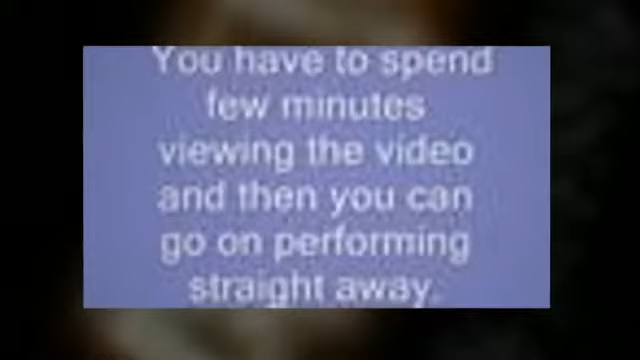 You have to spend
few minutes
viewing the video
and then you can
go on performing
straight away.